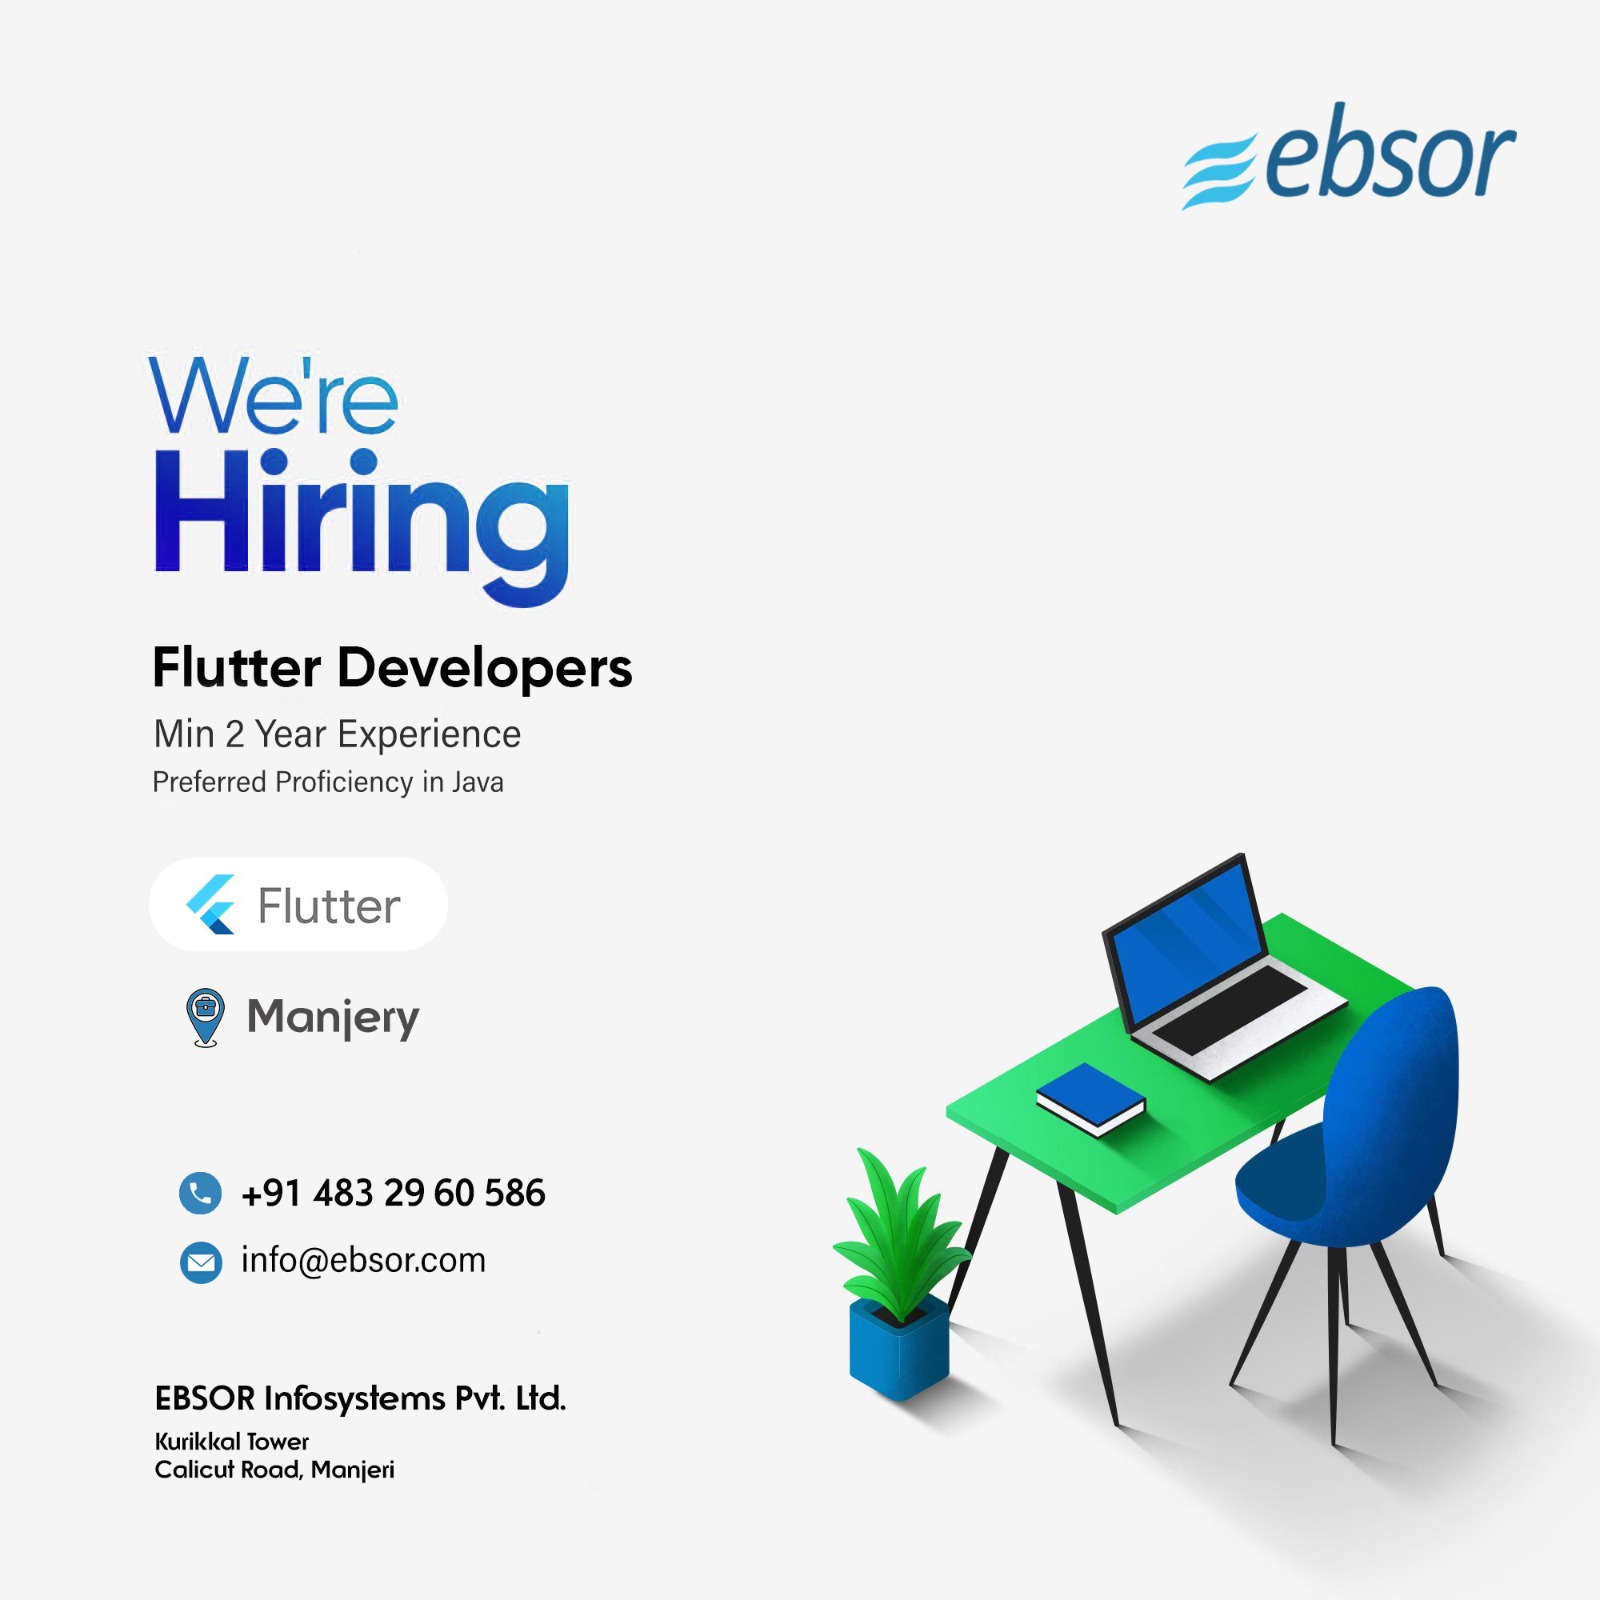 ebsor
We're
Hiring
Flutter Developers
Min 2 Year Experience
Preferred Proficiency in Java
Flutter
Manjery
+91 483 29 60 586
info@ebsor.com
EBSOR Infosystems Pvt. Ltd.
Kurikkal Tower
Calicut Road, Manjeri